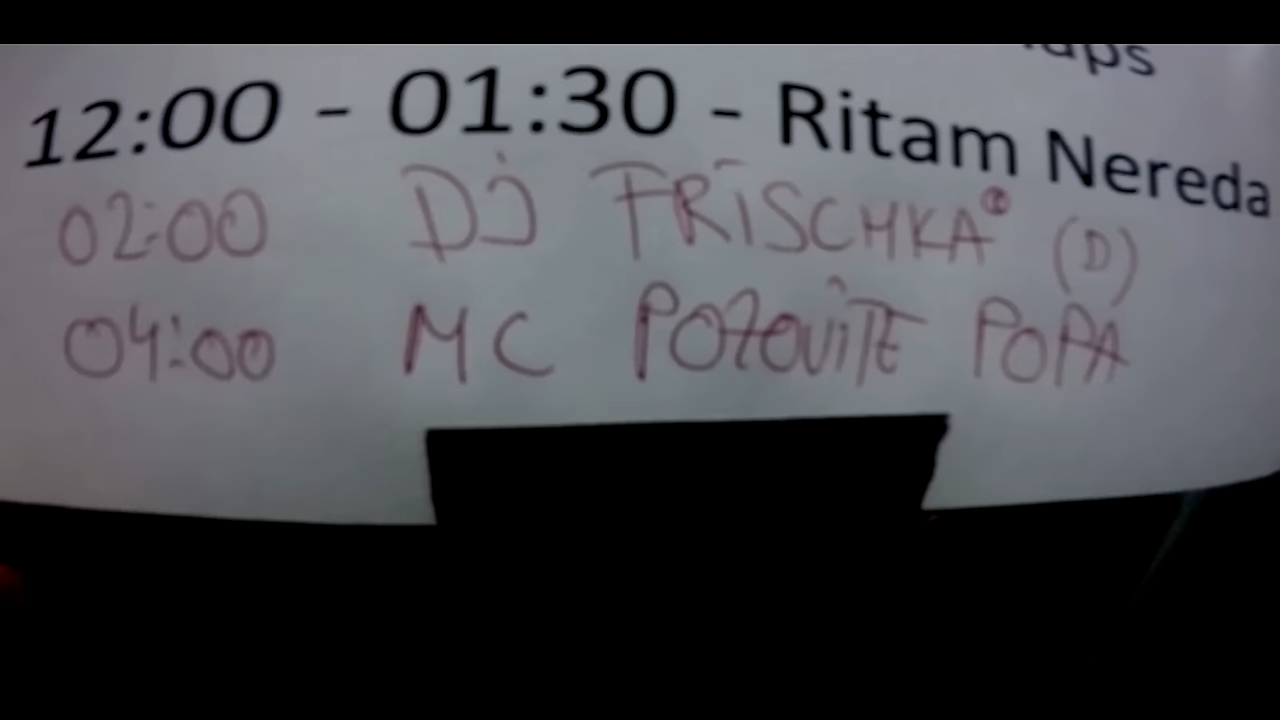 12:00 - 01:30 - Ritam Nereda
02:00 DJ FRISCHKA (D)
04:00 MC POZOVITE POPA